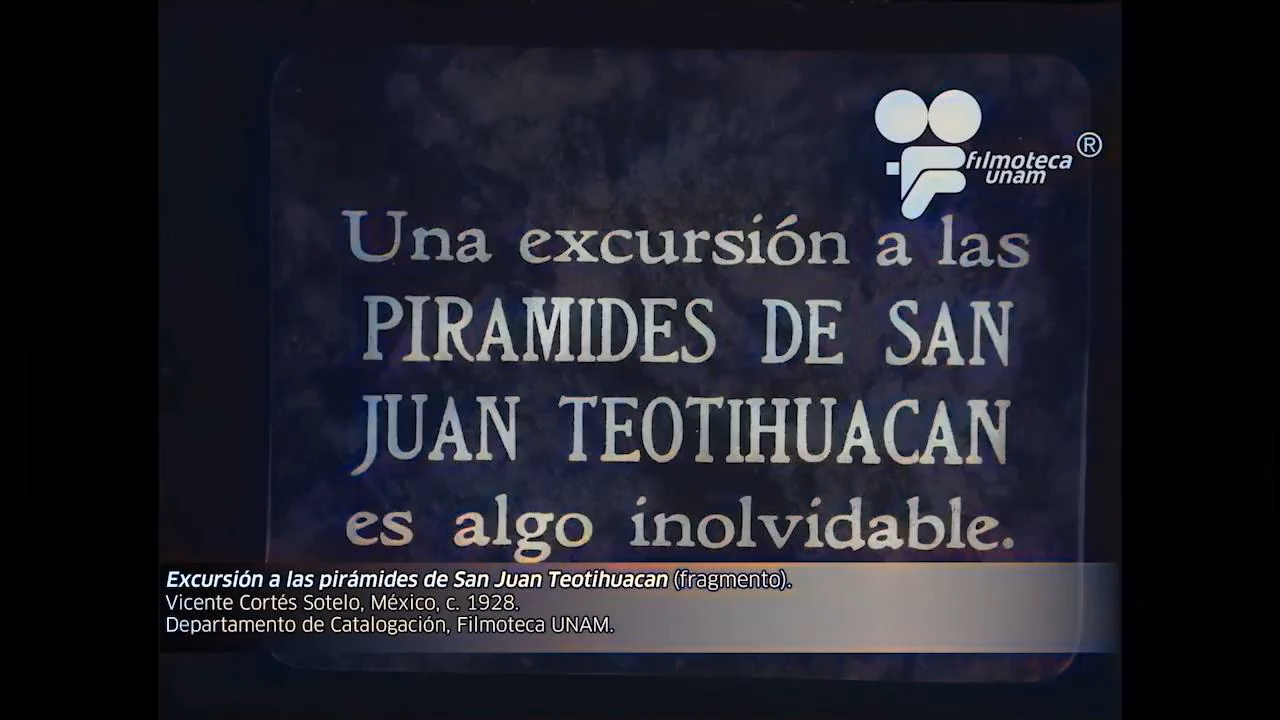 filmoteca
unam
®
Una excursión a las
PIRAMIDES DE SAN
JUAN TEOTIHUACAN
es algo inolvidable.
Excursión a las pirámides de San Juan Teotihuacan (fragmento).
Vicente Cortés Sotelo, México, c. 1928.
Departamento de Catalogación, Filmoteca UNAM.